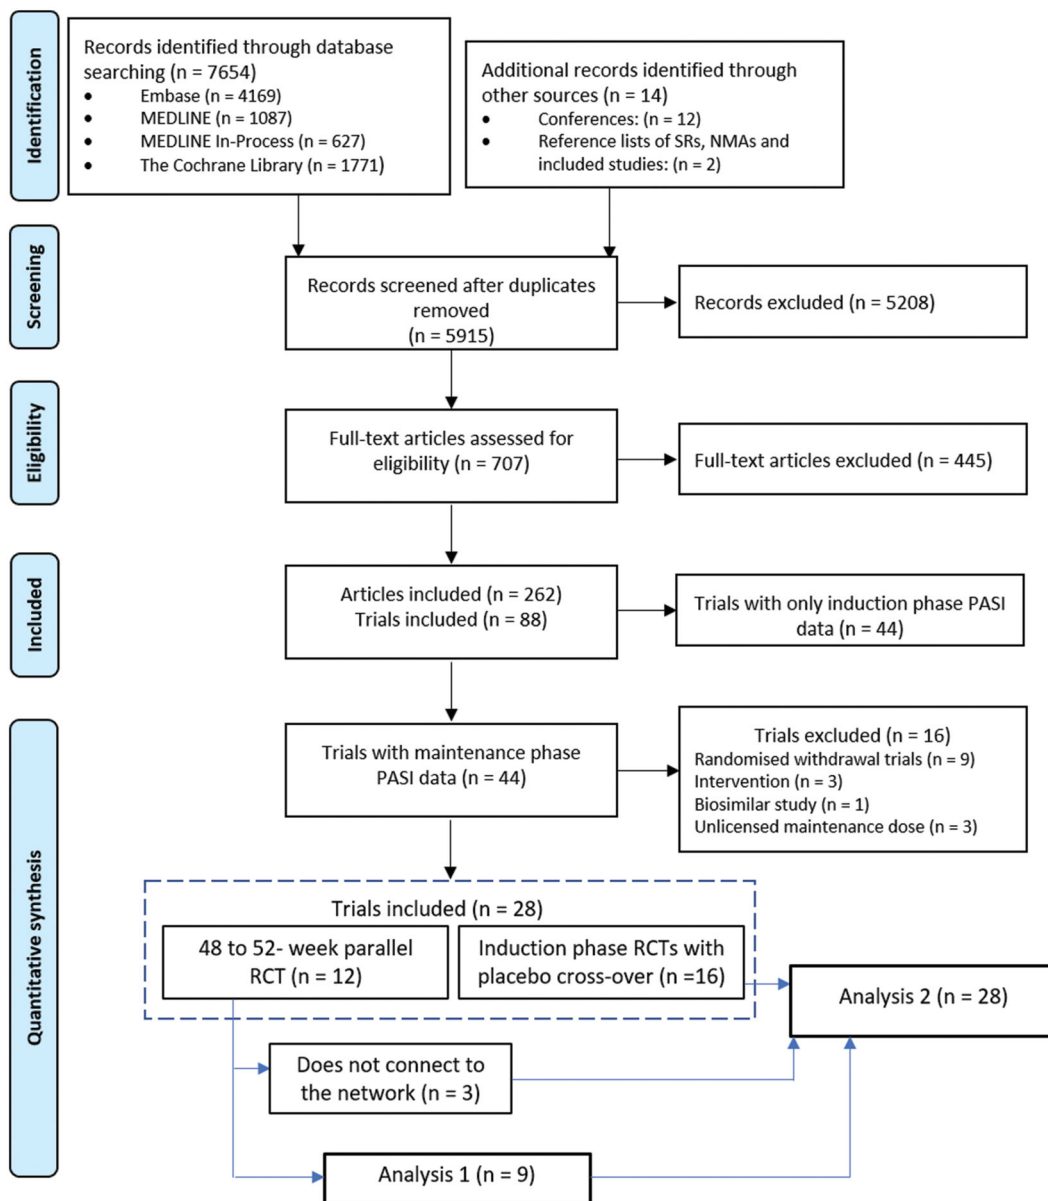 Identification
Records identified through database
searching (n = 7654)
• Embase (n = 4169)
• MEDLINE (n = 1087)
• MEDLINE In-Process (n = 627)
• The Cochrane Library (n = 1771)
Additional records identified through
other sources (n = 14)
• Conferences: (n = 12)
• Reference lists of SRs, NMAs and
included studies: (n = 2)
Screening
Records screened after duplicates
removed
(n = 5915)
Records excluded (n = 5208)
Eligibility
Full-text articles assessed for
eligibility (n = 707)
Full-text articles excluded (n = 445)
Included
Articles included (n = 262)
Trials included (n = 88)
Trials with only induction phase PASI
data (n = 44)
Quantitative synthesis
Trials with maintenance phase
PASI data (n = 44)
Trials excluded (n = 16)
Randomised withdrawal trials (n = 9)
Intervention (n = 3)
Biosimilar study (n = 1)
Unlicensed maintenance dose (n = 3)
Trials included (n = 28)
48 to 52- week parallel
RCT (n = 12)
Induction phase RCTs with
placebo cross-over (n =16)
Analysis 2 (n = 28)
Does not connect to
the network (n = 3)
Analysis 1 (n = 9)